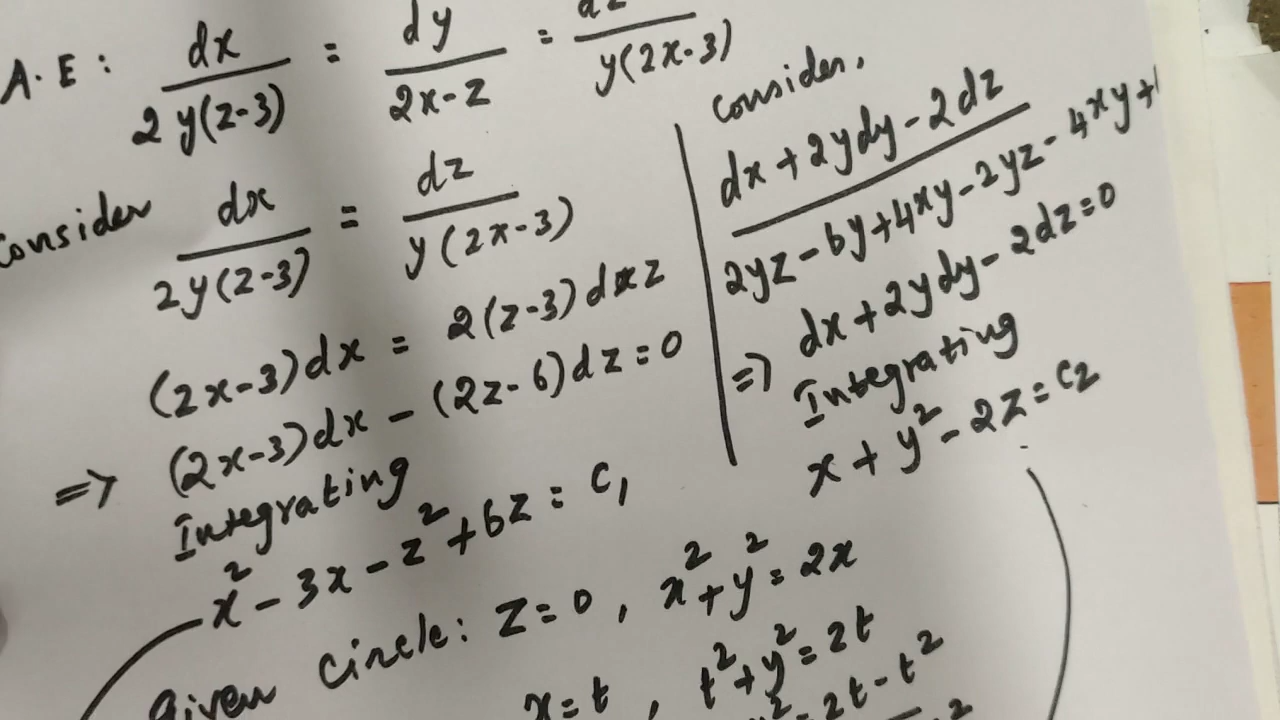 A.E: dx/2y(z-3) = dy/2x-z = dz/y(2x-3)
Consider dx/2y(z-3) = dz/y(2x-3)
(2x-3)dx = 2(z-3)dz
=> (2x-3)dx - (2z-6)dz=0
Integrating
x² - 3x - z² + 6z = C₁
Consider,
dx+2ydy-2dz/2yz-6y+4xy-2yz-4xy+
=> dx+2ydy-2dz=0
Integrating
x+y²-2z=C₂
Given Circle: z=0, x²+y²=2x
x=t, t²+y²=2t
y²=2t-t²